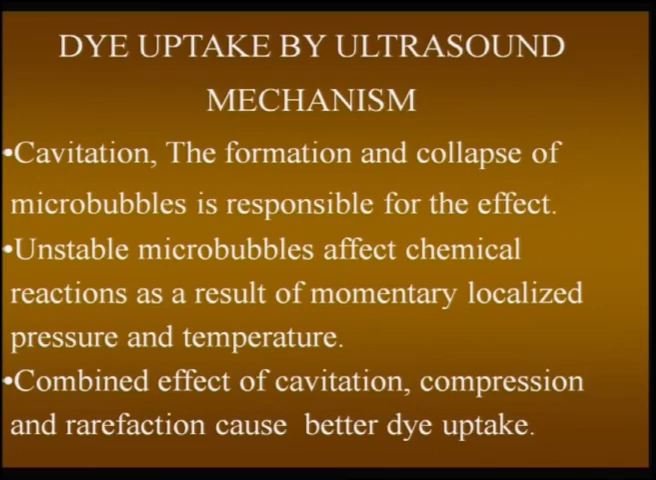 DYE UPTAKE BY ULTRASOUND
MECHANISM
•Cavitation, The formation and collapse of
microbubbles is responsible for the effect.
•Unstable microbubbles affect chemical
reactions as a result of momentary localized
pressure and temperature.
•Combined effect of cavitation, compression
and rarefaction cause  better dye uptake.